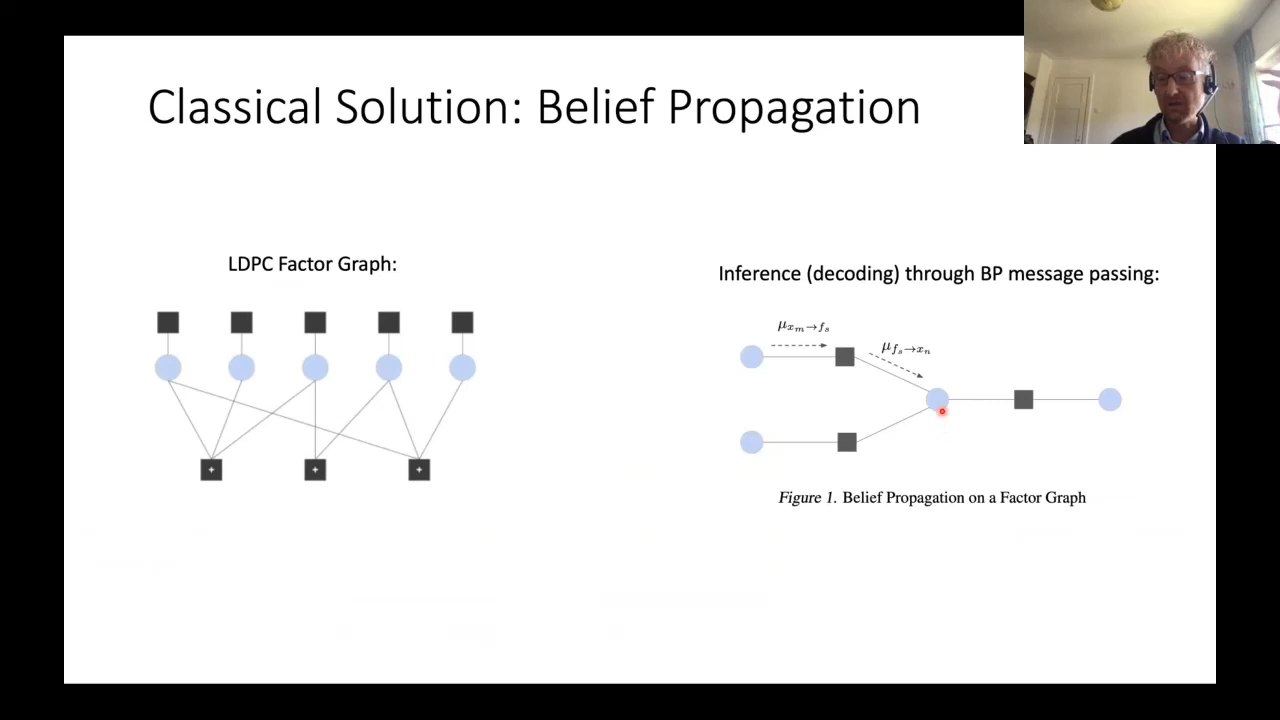 Classical Solution: Belief Propagation
LDPC Factor Graph:
+ + +
Inference (decoding) through BP message passing:
μxm→fs
μfs→xn
Figure 1. Belief Propagation on a Factor Graph